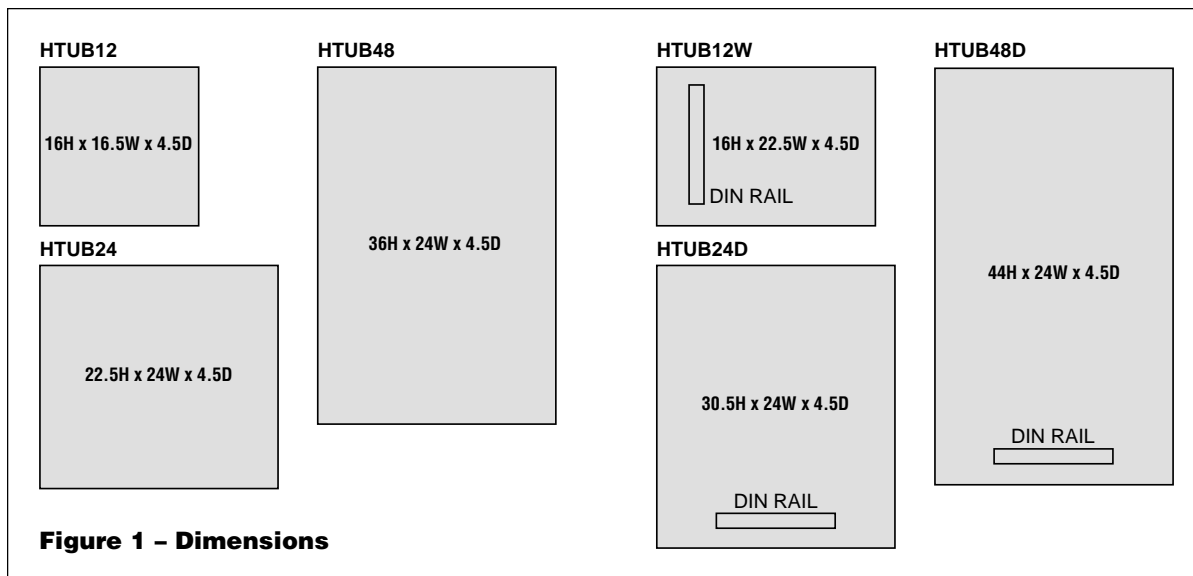 HTUB12
16H x 16.5W x 4.5D
HTUB24
22.5H x 24W x 4.5D
HTUB48
36H x 24W x 4.5D
HTUB12W
16H x 22.5W x 4.5D
DIN RAIL
HTUB24D
30.5H x 24W x 4.5D
DIN RAIL
HTUB48D
44H x 24W x 4.5D
DIN RAIL
Figure 1 – Dimensions